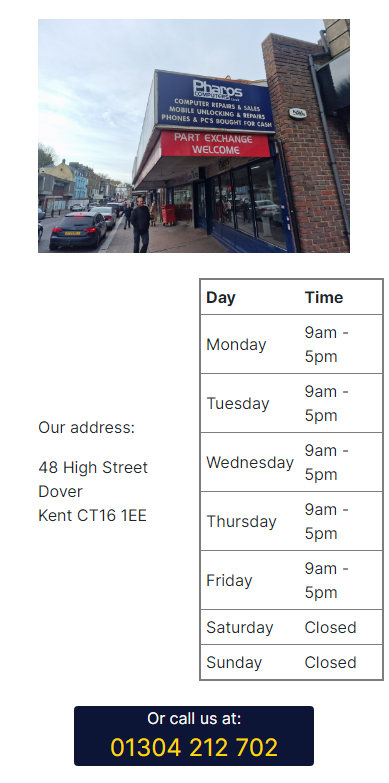 Pharos
COMPUTERS
COMPUTER REPAIRS & SALES
MOBILE UNLOCKING & REPAIRS
PHONES & PC'S BOUGHT FOR CASH
PART EXCHANGE
WELCOME
Day Time
Monday 9am -
5pm
Tuesday 9am -
5pm
Wednesday 9am -
5pm
Thursday 9am -
5pm
Friday 9am -
5pm
Saturday Closed
Sunday Closed
Our address:
48 High Street
Dover
Kent CT16 1EE
Or call us at:
01304 212 702